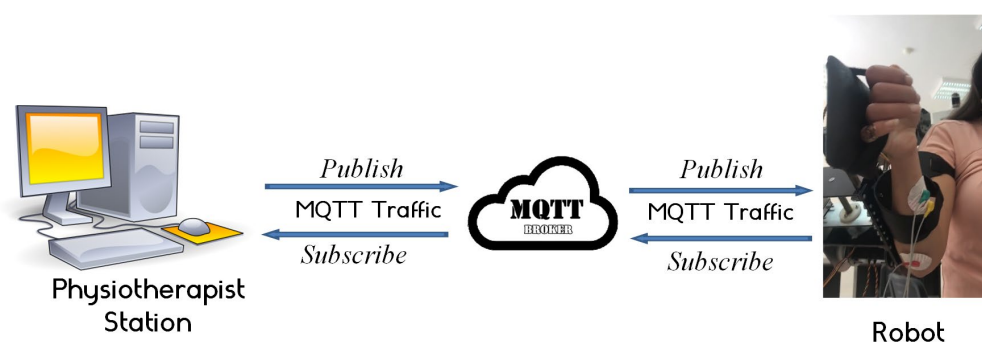 Publish
MQTT Traffic
Subscribe
MQTT
BROKER
Publish
MQTT Traffic
Subscribe
Physiotherapist
Station
Robot